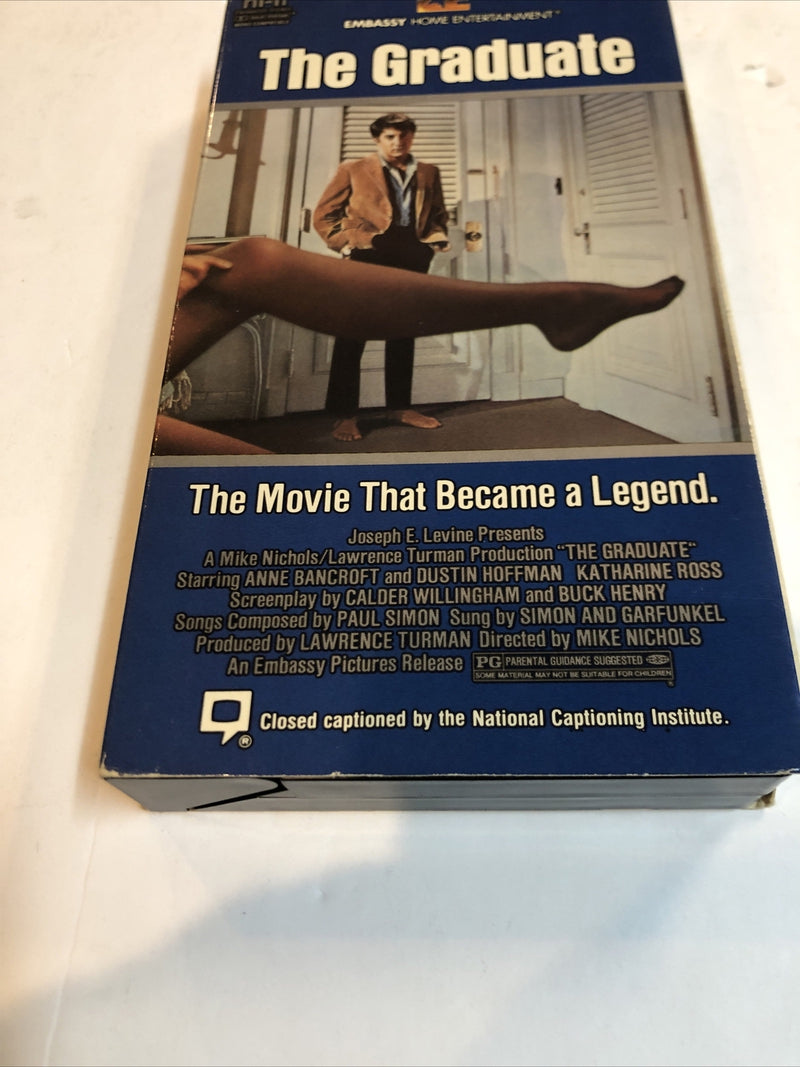 HI-FI
EMBASSY HOME ENTERTAINMENT™
The Graduate
The Movie That Became a Legend.
Joseph E. Levine Presents
A Mike Nichols/Lawrence Turman Production "THE GRADUATE"
Starring ANNE BANCROFT and DUSTIN HOFFMAN KATHARINE ROSS
Screenplay by CALDER WILLINGHAM and BUCK HENRY
Songs Composed by PAUL SIMON Sung by SIMON AND GARFUNKEL
Produced by LAWRENCE TURMAN Directed by MIKE NICHOLS
An Embassy Pictures Release PG PARENTAL GUIDANCE SUGGESTED
SOME MATERIAL MAY NOT BE SUITABLE FOR CHILDREN
®
Closed captioned by the National Captioning Institute.